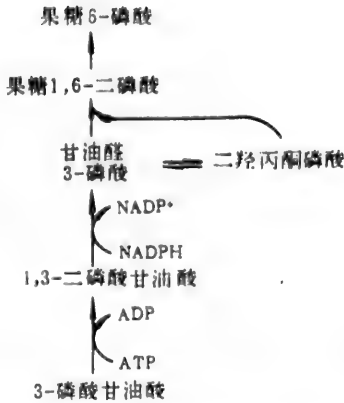 果糖6-磷酸
果糖1,6-二磷酸
甘油醛
3-磷酸
二羟丙酮磷酸
NADP+
NADPH
1,3-二磷酸甘油酸
ADP
ATP
3-磷酸甘油酸